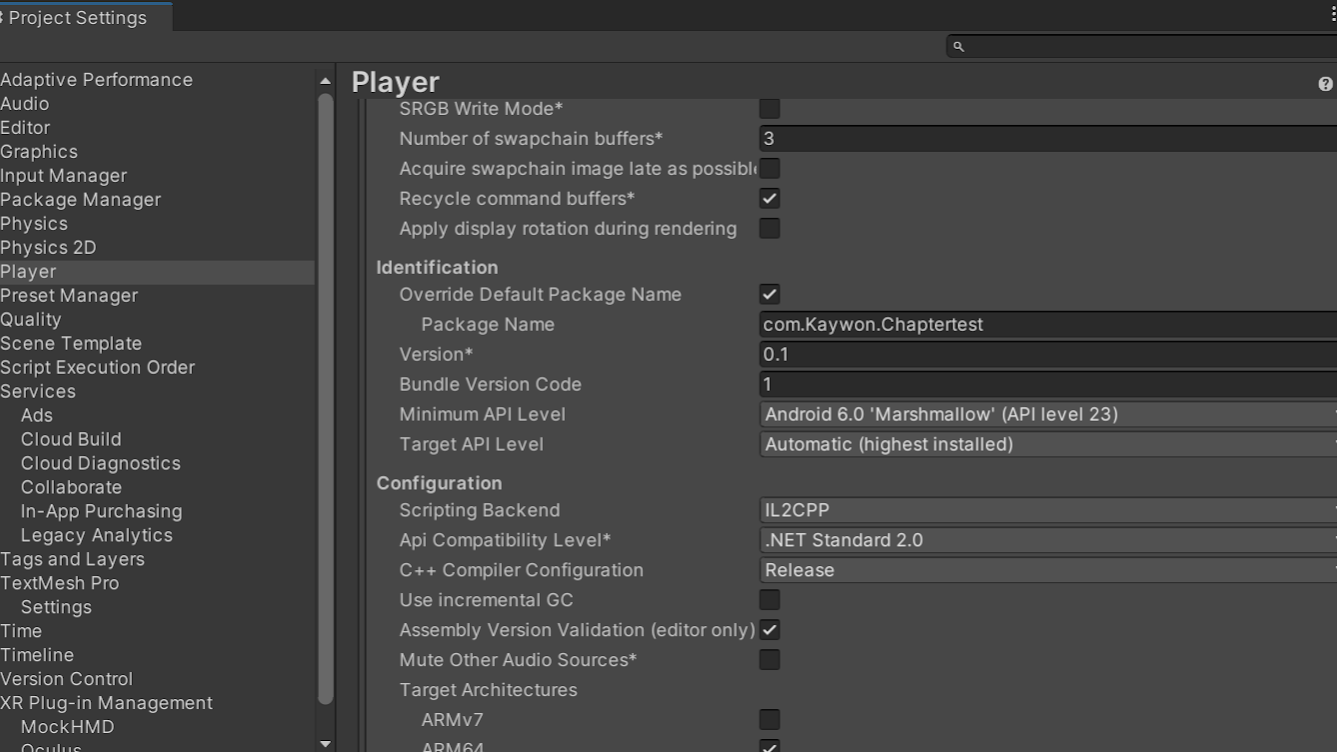 Project Settings
Adaptive Performance
Audio
Editor
Graphics
Input Manager
Package Manager
Physics
Physics 2D
Player
Preset Manager
Quality
Scene Template
Script Execution Order
Services
Ads
Cloud Build
Cloud Diagnostics
Collaborate
In-App Purchasing
Legacy Analytics
Tags and Layers
TextMesh Pro
Settings
Time
Timeline
Version Control
XR Plug-in Management
MockHMD
Oculus
Player
SRGB Write Mode*
Number of swapchain buffers* 3
Acquire swapchain image late as possible
Recycle command buffers*
Apply display rotation during rendering
Identification
Override Default Package Name
Package Name com.Kaywon.Chaptertest
Version* 0.1
Bundle Version Code 1
Minimum API Level Android 6.0 'Marshmallow' (API level 23)
Target API Level Automatic (highest installed)
Configuration
Scripting Backend IL2CPP
Api Compatibility Level* .NET Standard 2.0
C++ Compiler Configuration Release
Use incremental GC
Assembly Version Validation (editor only)
Mute Other Audio Sources*
Target Architectures
ARMv7
ARM64